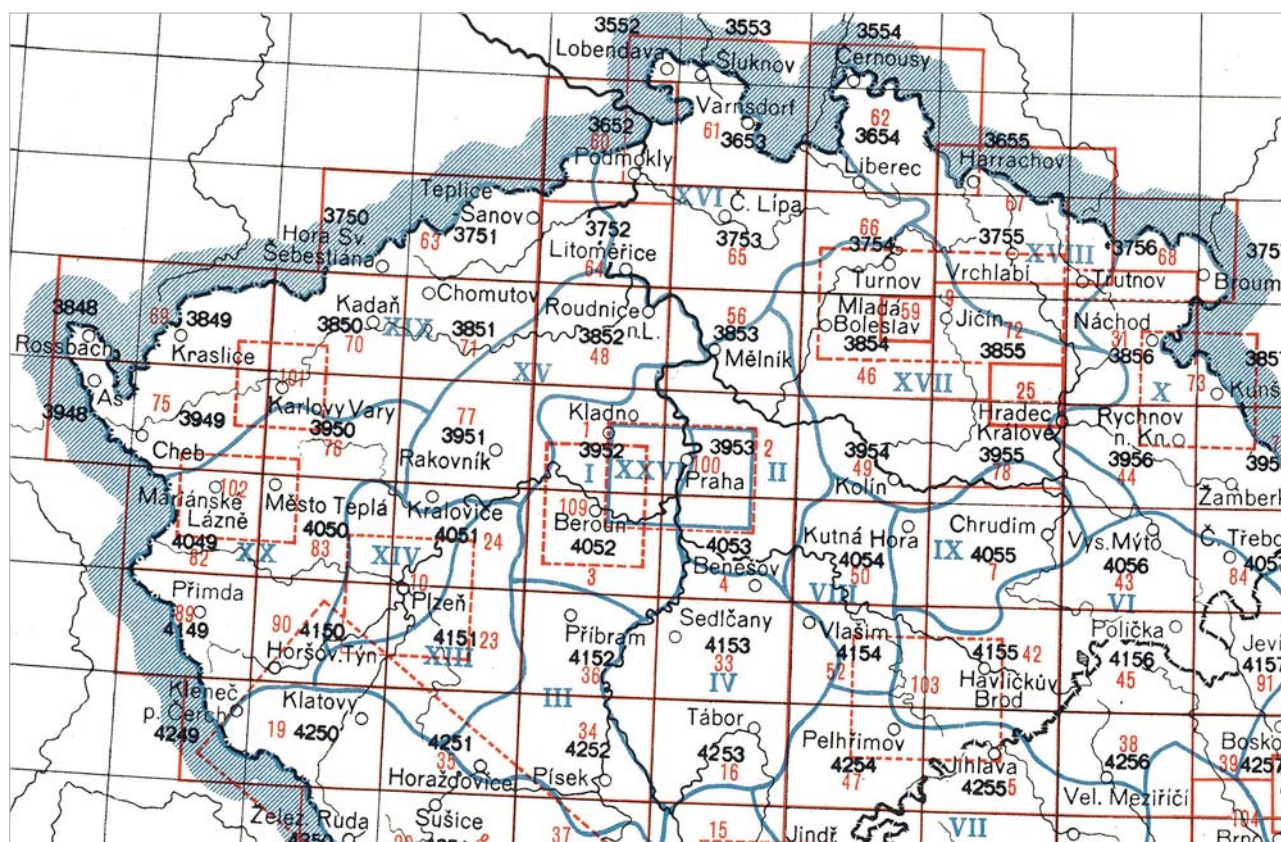 3552
3553
3554
Lobendava
Šluknov
Černousy
Varnsdorf
3652
60
61
3653
62
3654
3655
Podmokly
Liberec
Harrachov
Teplice
XVI
Č. Lípa
67
3750
Šanov
3752
66
3755
3756
Hora Sv.
63
3751
3753
3754
XVIII
68
Šebestiána
Litoměřice
65
Turnov
Vrchlabí
Trutnov
Broum
64
3848
Chomutov
Roudnice
n.L.
56
Mladá
59
9
69
3849
Kadaň
XIX
Boleslav
Jičín
Náchod
3850
3851
3852
3853
3854
72
31
Rossbach
Kraslice
70
71
48
Mělník
3855
3856
3857
XV
46
XVII
X
73
101
25
Kunš
Aš
75
77
Kladno
Hradec
Rychnov
3948
3949
Karlovy Vary
1
Králové
n. Kn.
3950
3951
3952
3953
2
3954
3955
3956
Cheb
76
Rakovník
I
XXVI
100
II
49
78
44
102
Praha
Kolín
Žamberk
Mariánské
Město Teplá
Kralovice
109
Lázně
4050
4051
Beroun
Kutná Hora
Chrudim
Vys. Mýto
Č. Třebo
4049
XX
83
XIV
24
4052
4053
4054
IX
4055
4056
4057
82
Benešov
50
7
43
84
10
3
4
VIII
VI
Přimda
Plzeň
89
90
Sedlčany
Vlašim
Polička
4149
4150
4151
23
Příbram
4153
4154
4155
42
4156
Jeví
Horšov. Týn
XIII
4152
33
52
Havlíčkův
4157
36
103
Brod
45
91
Kleneč
III
IV
p. Čerch.
Klatovy
34
Tábor
4249
19
4250
4251
4252
4253
Pelhřimov
38
Bosko
35
Písek
16
4254
Jihlava
4256
39
4257
Horažďovice
47
4255
5
Vel. Meziříčí
Želez. Ruda
Sušice
37
15
Jindř.
VII
104
Brno